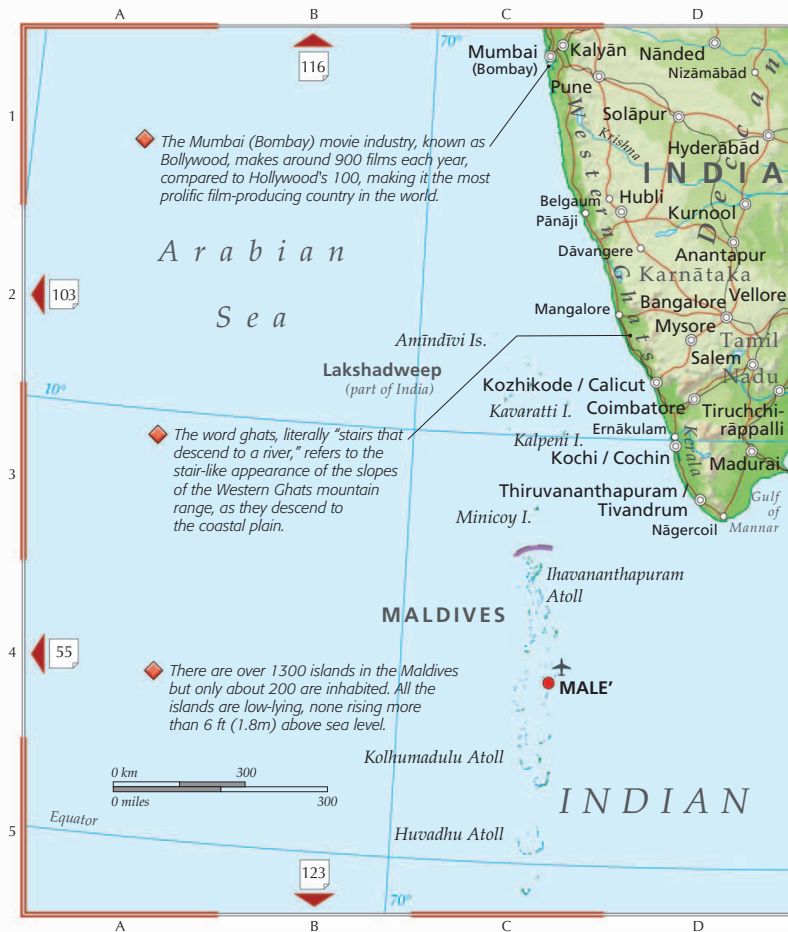 A
B
C
D
70°
116
Mumbai
(Bombay)
Kalyān
Nānded
Nizāmābād
Pune
1
Solāpur
Krishna
Hyderābād
The Mumbai (Bombay) movie industry, known as
Bollywood, makes around 900 films each year,
compared to Hollywood's 100, making it the most
prolific film-producing country in the world.
INDIA
Deccan
Western Ghats
Belgaum
Hubli
Pānāji
Kurnool
Arabian
Sea
Dāvangere
Anantapur
Karnātaka
2
103
Bangalore
Vellore
Mangalore
Mysore
Tamil
Nadu
Amīndīvi Is.
Salem
Lakshadweep
(part of India)
Kozhikode / Calicut
10°
Kavaratti I.
Coimbatore
Tiruchchi-
rāppalli
Ernākulam
Kalpeni I.
Kerala
Kochi / Cochin
Madurai
The word ghats, literally "stairs that
descend to a river," refers to the
stair-like appearance of the slopes
of the Western Ghats mountain
range, as they descend to
the coastal plain.
3
Thiruvananthapuram /
Tivandrum
Gulf
of
Mannar
Minicoy I.
Nāgercoil
Ihavananthapuram
Atoll
MALDIVES
4
55
There are over 1300 islands in the Maldives
but only about 200 are inhabited. All the
islands are low-lying, none rising more
than 6 ft (1.8m) above sea level.
MALE'
Kolhumadulu Atoll
0 km 300
0 miles 300
INDIAN
Equator
5
Huvadhu Atoll
123
70°
A
B
C
D